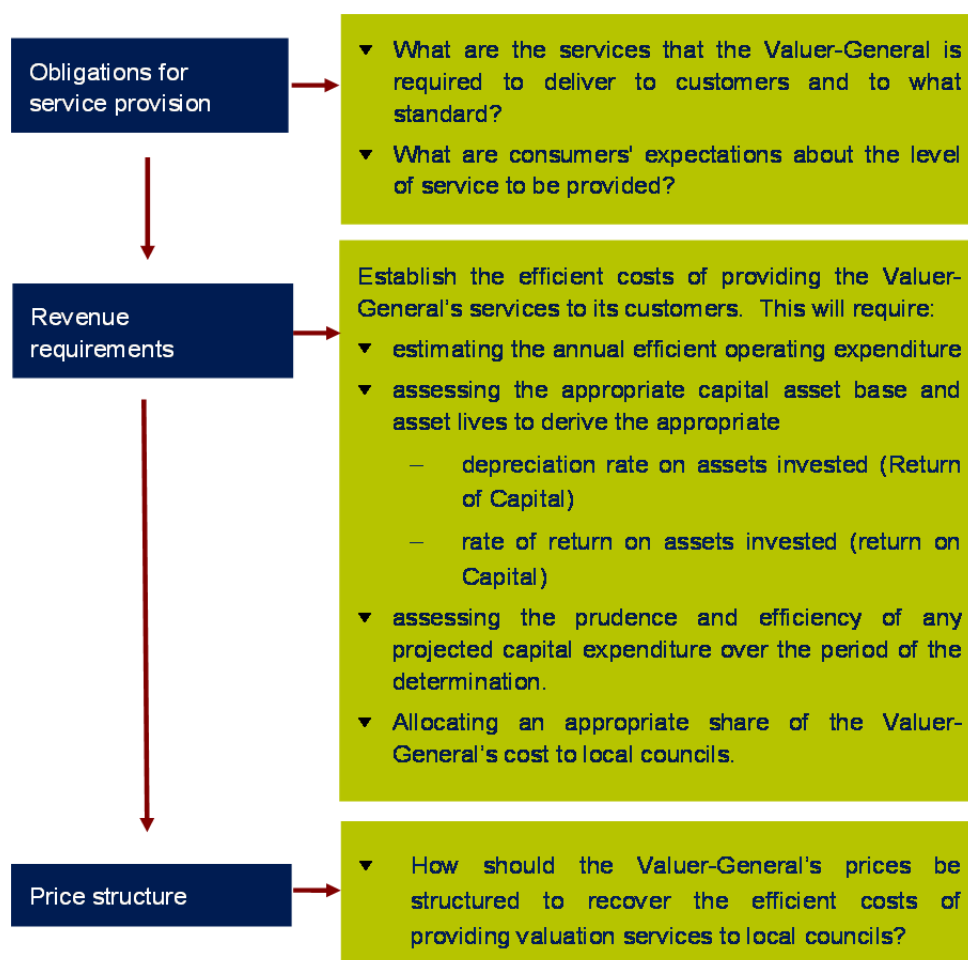 Obligations for
service provision
▼ What are the services that the Valuer-General is
required to deliver to customers and to what
standard?
▼ What are consumers' expectations about the level
of service to be provided?
Revenue
requirements
Establish the efficient costs of providing the Valuer-
General's services to its customers. This will require:
▼ estimating the annual efficient operating expenditure
▼ assessing the appropriate capital asset base and
asset lives to derive the appropriate
– depreciation rate on assets invested (Return
of Capital)
– rate of return on assets invested (return on
Capital)
▼ assessing the prudence and efficiency of any
projected capital expenditure over the period of the
determination.
▼ Allocating an appropriate share of the Valuer-
General's cost to local councils.
Price structure
▼ How should the Valuer-General's prices be
structured to recover the efficient costs of
providing valuation services to local councils?